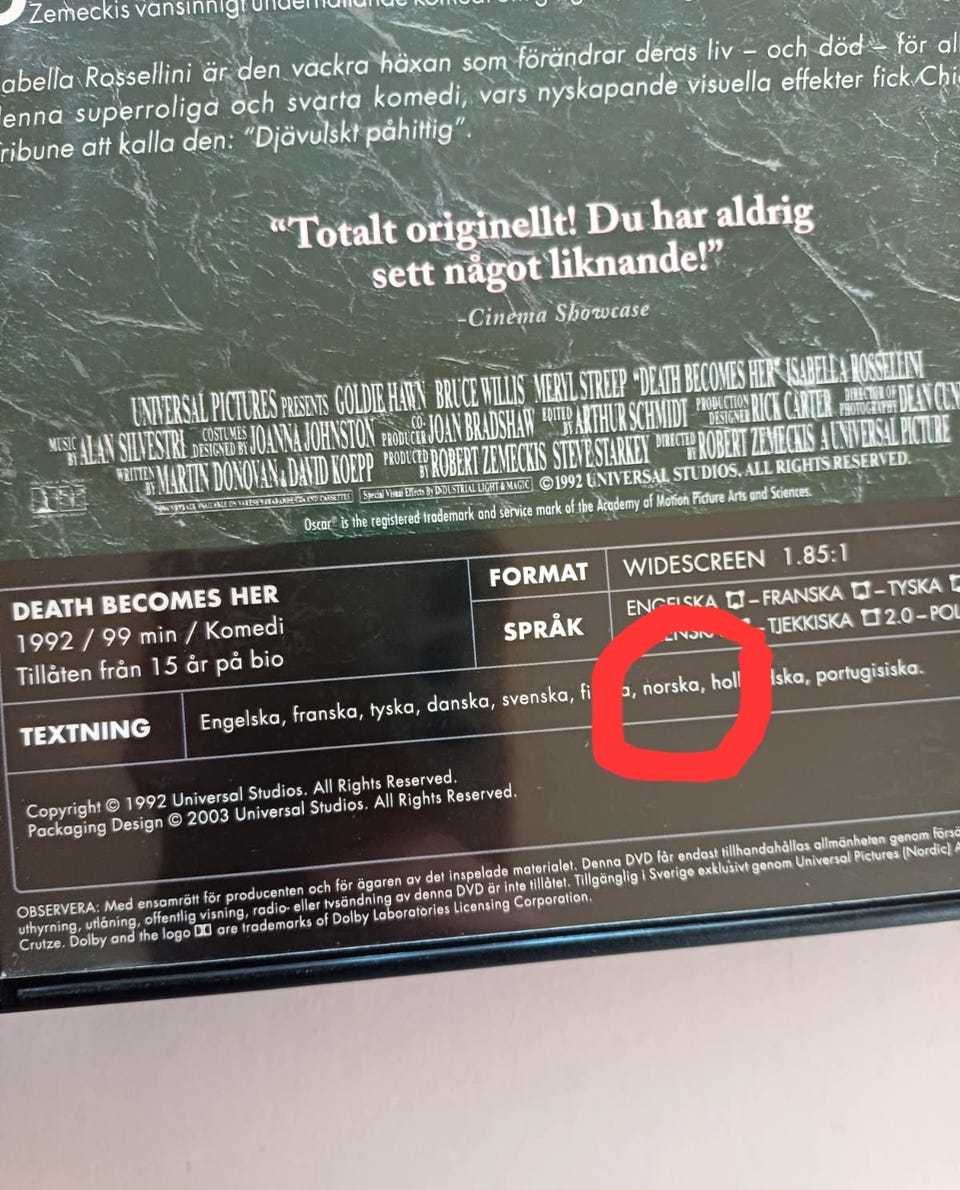 Zemeckis vansinnigt
abella Rossellini är den vackra häxan som förändrar deras liv – och död – för al
enna superroliga och svarta komedi, vars nyskapande visuella effekter fick Chi
ribune att kalla den: ”Djävulskt påhittig”.
“Totalt originellt! Du har aldrig
sett något liknande!”
-Cinema Showcase
UNIVERSAL PICTURES PRESENTS GOLDIE HAWN BRUCE WILLIS MERYL STREEP “DEATH BECOMES HER” ISABELLA ROSSELLINI
MUSIC BY ALAN SILVESTRI COSTUMES DESIGNED BY JOANNA JOHNSTON CO-PRODUCER JOAN BRADSHAW EDITED BY ARTHUR SCHMIDT PRODUCTION DESIGNER RICK CARTER DIRECTOR OF PHOTOGRAPHY DEAN CUN
WRITTEN BY MARTIN DONOVAN & DAVID KOEPP PRODUCED BY ROBERT ZEMECKIS STEVE STARKEY DIRECTED BY ROBERT ZEMECKIS A UNIVERSAL PICTURE
Special Visual Effects By INDUSTRIAL LIGHT & MAGIC © 1992 UNIVERSAL STUDIOS. ALL RIGHTS RESERVED.
Oscar® is the registered trademark and service mark of the Academy of Motion Picture Arts and Sciences.
DEATH BECOMES HER
1992 / 99 min / Komedi
Tillåten från 15 år på bio
FORMAT
WIDESCREEN 1.85:1
SPRÅK
ENGELSKA – FRANSKA – TYSKA
ENSK – TJEKKISKA 2.0 – POL
TEXTNING
Engelska, franska, tyska, danska, svenska, fi a, norska, holl lska, portugisiska.
Copyright © 1992 Universal Studios. All Rights Reserved.
Packaging Design © 2003 Universal Studios. All Rights Reserved.
OBSERVERA: Med ensamrätt för producenten och för ägaren av det inspelade materialet. Denna DVD får endast tillhandahållas allmänheten genom förså
uthyrning, utlåning, offentlig visning, radio- eller tvsändning av denna DVD är inte tillåtet. Tillgänglig i Sverige exklusivt genom Universal Pictures (Nordic) A
Crutze. Dolby and the logo are trademarks of Dolby Laboratories Licensing Corporation.